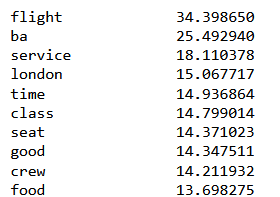 flight 34.398650
ba 25.492940
service 18.110378
london 15.067717
time 14.936864
class 14.799014
seat 14.371023
good 14.347511
crew 14.211932
food 13.698275